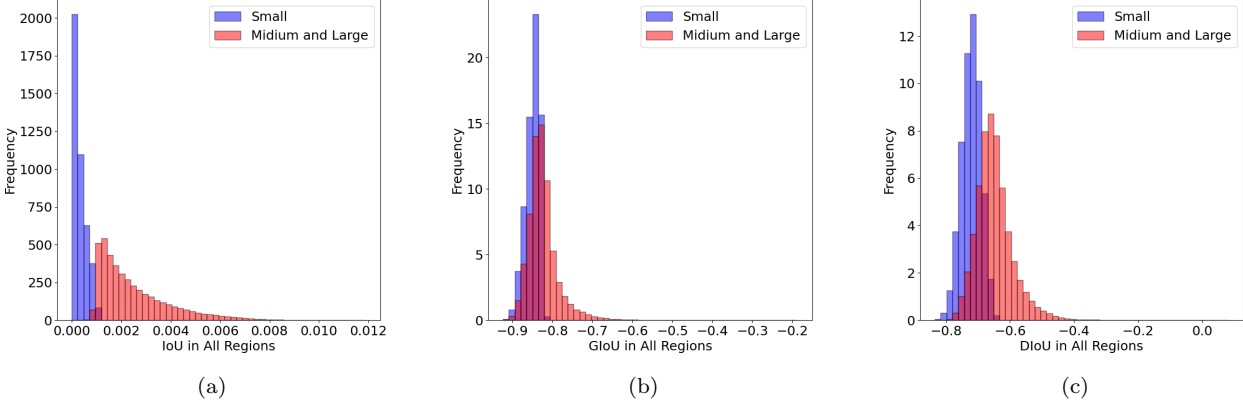 2000
1750
1500
1250
1000
750
500
250
0
Frequency
Small
Midium and Large
0.000 0.002 0.004 0.006 0.008 0.010 0.012
IoU in All Regions
(a)
20
15
10
5
0
Frequency
Small
Midium and Large
−0.9 −0.8 −0.7 −0.6 −0.5 −0.4 −0.3 −0.2
GIoU in All Regions
(b)
12
10
8
6
4
2
0
Frequency
Small
Midium and Large
−0.8 −0.6 −0.4 −0.2 0.0
DIoU in All Regions
(c)